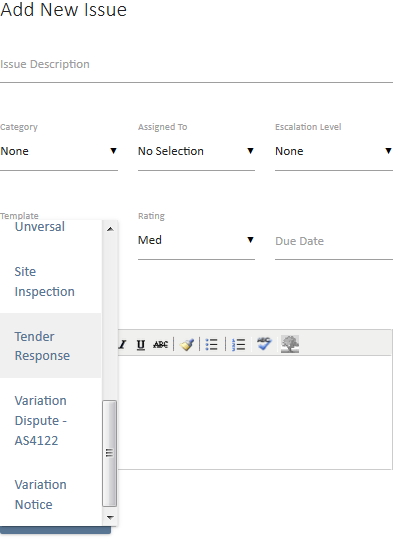 Add New Issue
Issue Description
Category
Assigned To
Escalation Level
None
No Selection
None
Template
Rating
Unversal
Med
Due Date
Site
Inspection
Tender
Response
I U ABC
Variation
Dispute -
AS4122
Variation
Notice